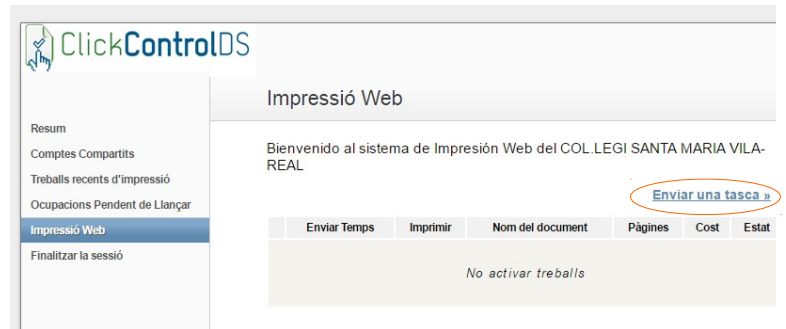 ClickControlDS
Impressió Web
Resum
Comptes Compartits
Treballs recents d'impressió
Ocupacions Pendent de Llançar
Impressió Web
Finalitzar la sessió
Bienvenido al sistema de Impresión Web del COL.LEGI SANTA MARIA VILA-
REAL
Enviar una tasca »
Enviar Temps Imprimir Nom del document Pàgines Cost Estat
No activar treballs